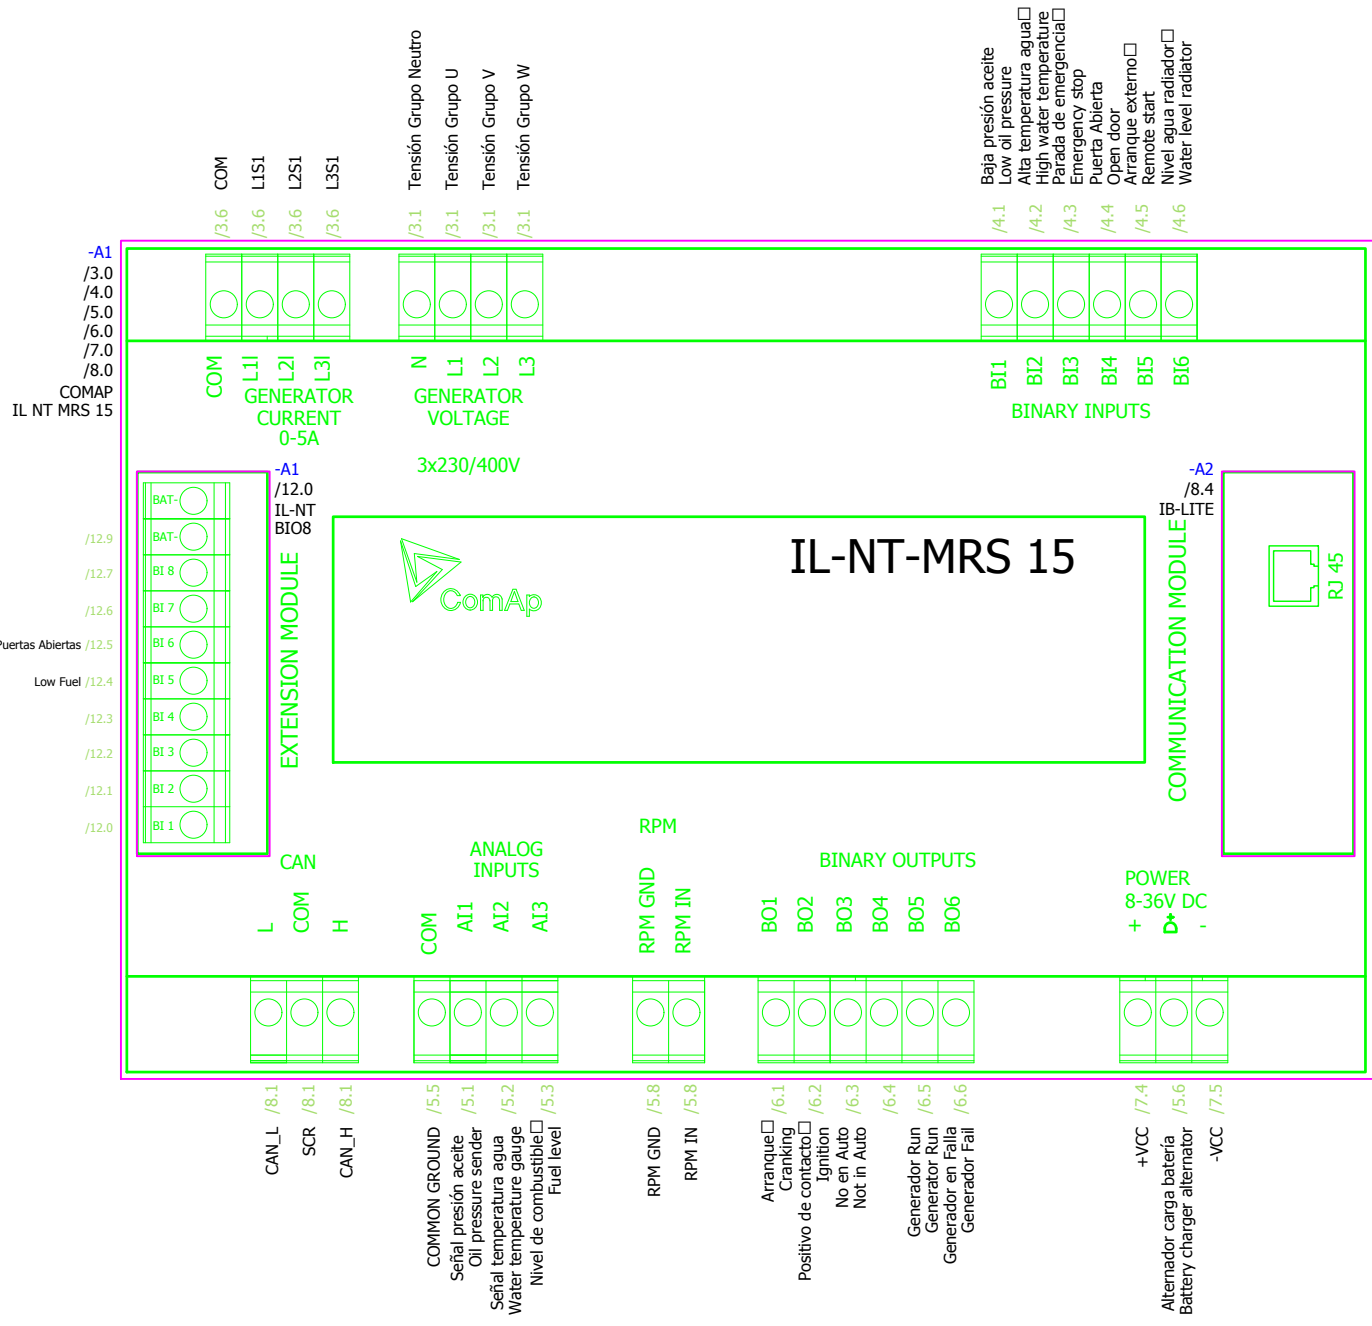 COM
L1S1
L2S1
L3S1
/3.6
/3.6
/3.6
/3.6
Tensión Grupo Neutro
Tensión Grupo U
Tensión Grupo V
Tensión Grupo W
/3.1
/3.1
/3.1
/3.1
Baja presión aceite
Low oil pressure
Alta temperatura agua
High water temperature
Parada de emergencia
Emergency stop
Puerta Abierta
Open door
Arranque externo
Remote start
Nivel agua radiador
Water level radiator
/4.1
/4.2
/4.3
/4.4
/4.5
/4.6
-A1
/3.0
/4.0
/5.0
/6.0
/7.0
/8.0
COMAP
IL NT MRS 15
COM
L1I
L2I
L3I
GENERATOR
CURRENT
0-5A
N
L1
L2
L3
GENERATOR
VOLTAGE
3x230/400V
BI1
BI2
BI3
BI4
BI5
BI6
BINARY INPUTS
-A1
/12.0
IL-NT
BIO8
EXTENSION MODULE
BAT-
BAT-
/12.9
BI 8
/12.7
BI 7
/12.6
BI 6
Puertas Abiertas /12.5
BI 5
Low Fuel /12.4
BI 4
/12.3
BI 3
/12.2
BI 2
/12.1
BI 1
/12.0
ComAp
IL-NT-MRS 15
-A2
/8.4
IB-LITE
COMMUNICATION MODULE
RJ 45
CAN
L
COM
H
ANALOG
INPUTS
COM
AI1
AI2
AI3
RPM
RPM GND
RPM IN
BINARY OUTPUTS
BO1
BO2
BO3
BO4
BO5
BO6
POWER
8-36V DC
+
D+
-
/8.1
/8.1
/8.1
CAN_L
SCR
CAN_H
/5.5
/5.1
/5.2
/5.3
COMMON GROUND
Señal presión aceite
Oil pressure sender
Señal temperatura agua
Water temperature gauge
Nivel de combustible
Fuel level
/5.8
/5.8
RPM GND
RPM IN
/6.1
/6.2
/6.3
/6.4
/6.5
/6.6
Arranque
Cranking
Positivo de contacto
Ignition
No en Auto
Not in Auto
Generador Run
Generator Run
Generador en Falla
Generador Fail
/7.4
/5.6
/7.5
+VCC
Alternador carga batería
Battery charger alternator
-VCC